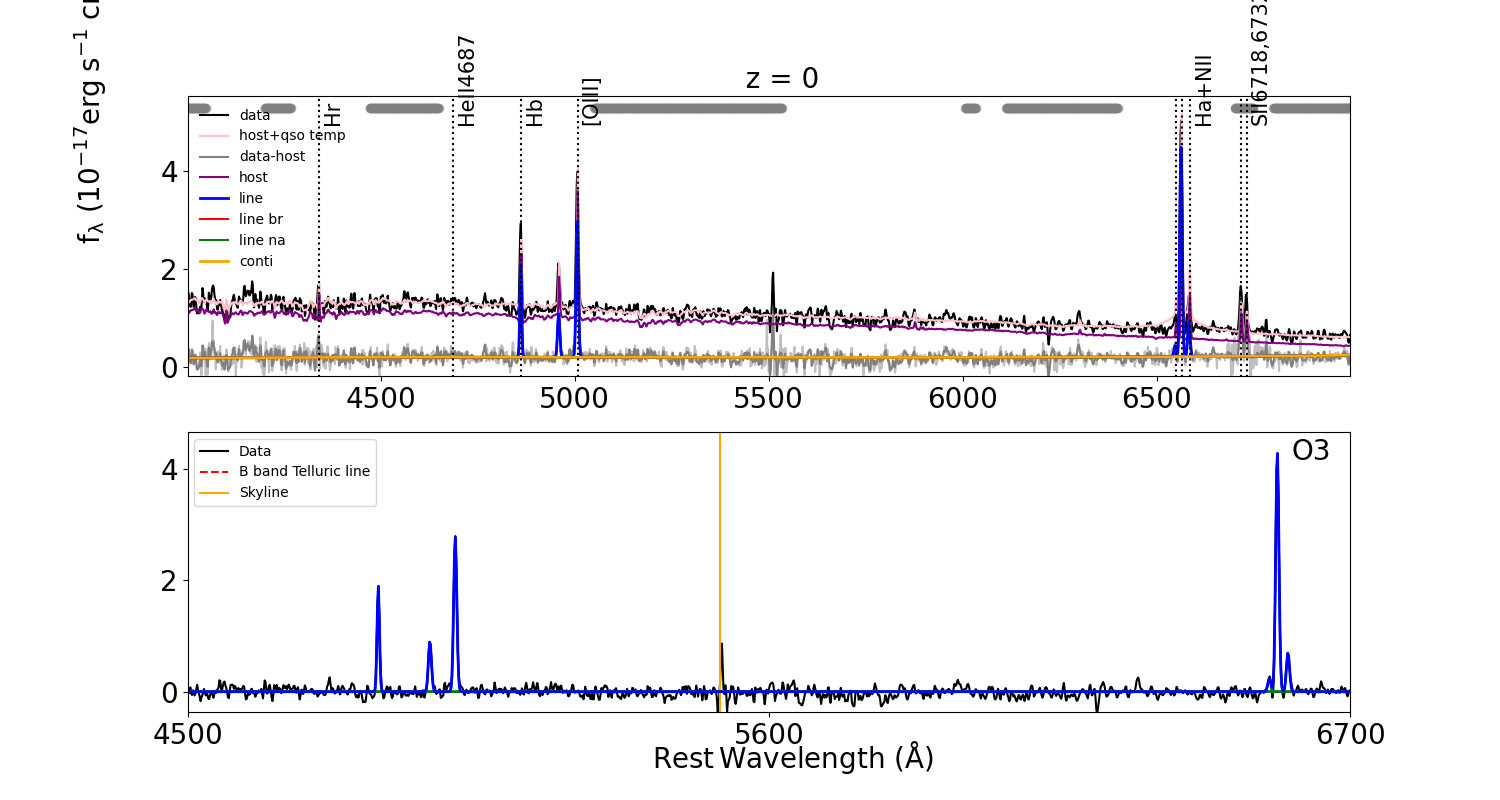 z = 0
f_λ (10^−17 erg s^−1
Hr
HeII4687
Hb
[OIII]
Ha+NII
SII6718,673
data
host+qso temp
data-host
host
line
line br
line na
conti
4
2
0
4500
5000
5500
6000
6500
Data
B band Telluric line
Skyline
O3
4
2
0
4500
5600
6700
Rest Wavelength (Å)